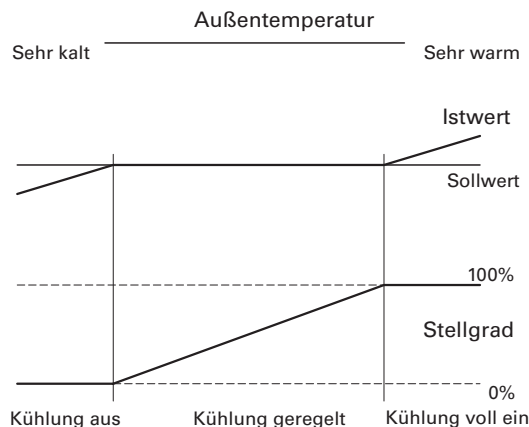 Außentemperatur
Sehr kalt
Sehr warm
Istwert
Sollwert
100%
Stellgrad
0%
Kühlung aus
Kühlung geregelt
Kühlung voll ein